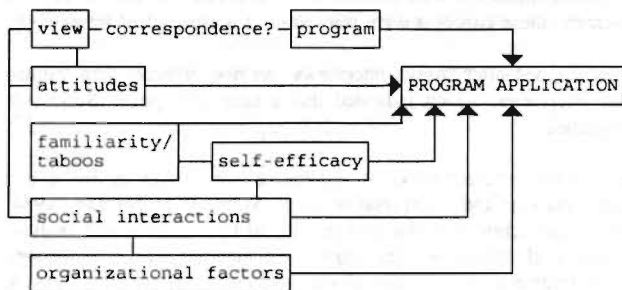 view correspondence? program
attitudes PROGRAM APPLICATION
familiarity/
taboos
self-efficacy
social interactions
organizational factors